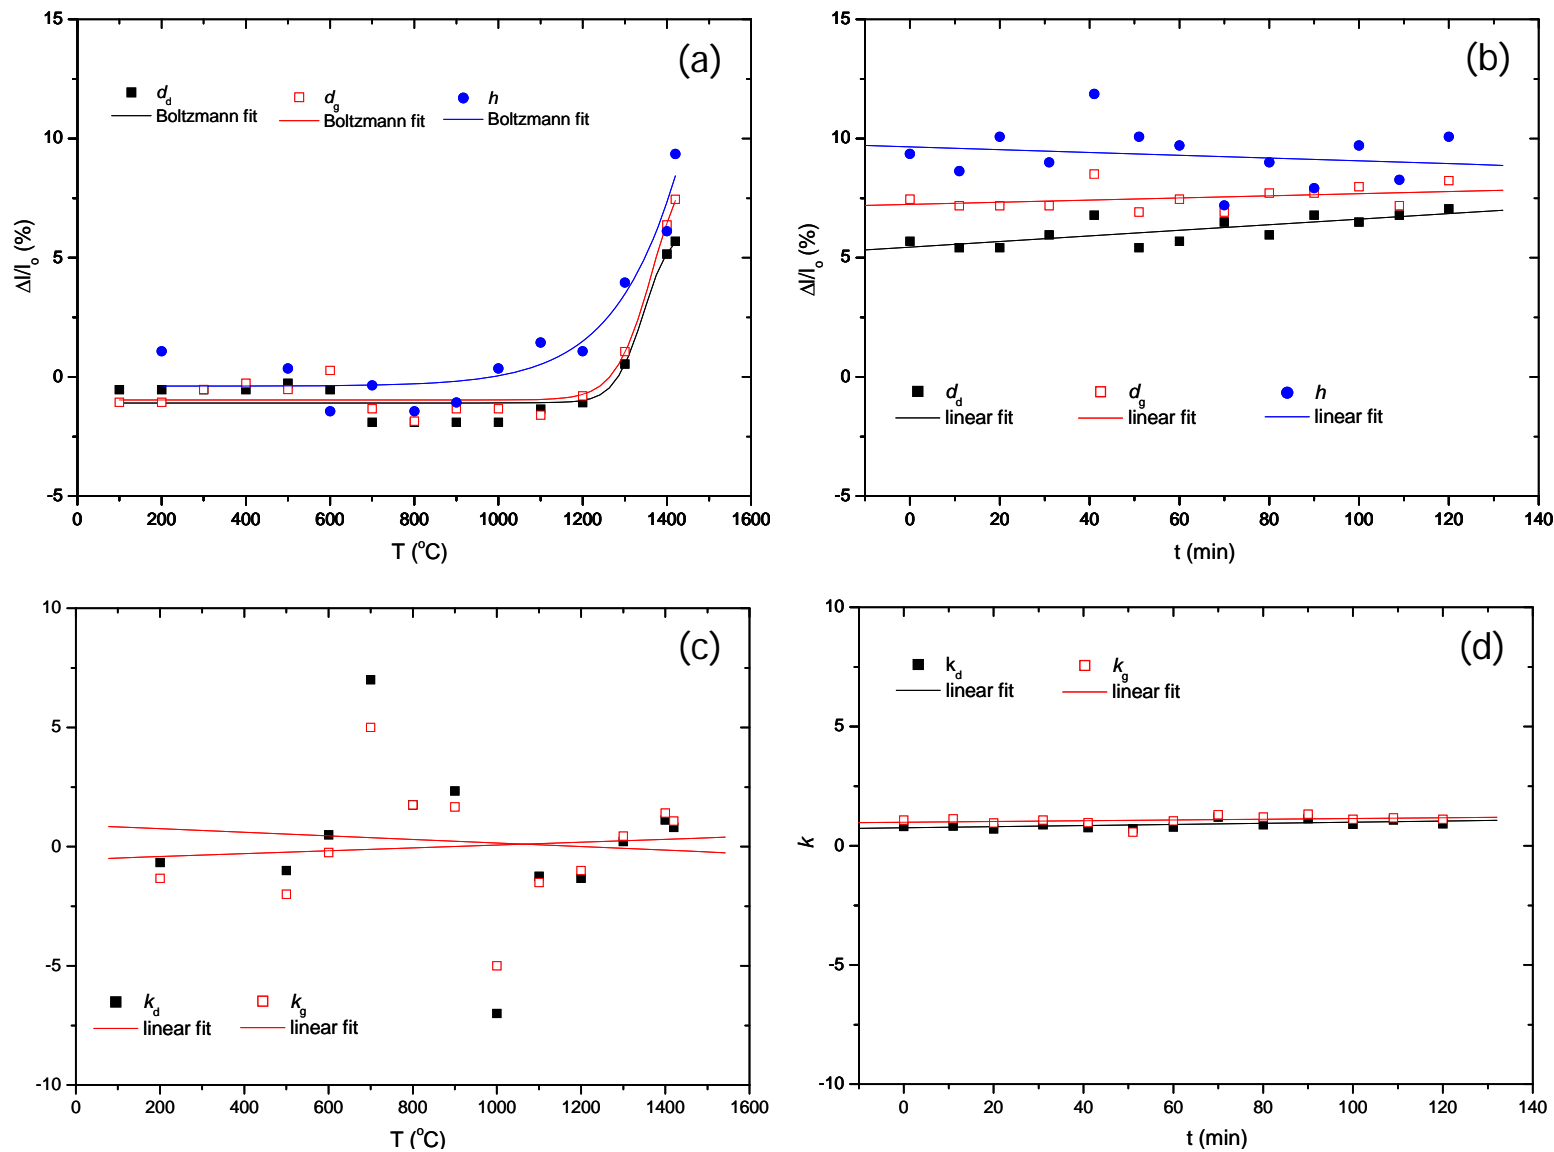 15
10
5
0
-5
ΔI/I_o (%)
(a)
d_d
Boltzmann fit
d_g
Boltzmann fit
h
Boltzmann fit
0 200 400 600 800 1000 1200 1400 1600
T (°C)
15
10
5
0
-5
ΔI/I_o (%)
(b)
d_d
linear fit
d_g
linear fit
h
linear fit
0 20 40 60 80 100 120 140
t (min)
10
5
0
-5
-10
(c)
k_d
linear fit
k_g
linear fit
0 200 400 600 800 1000 1200 1400 1600
T (°C)
10
5
0
-5
-10
k
(d)
k_d
linear fit
k_g
linear fit
0 20 40 60 80 100 120 140
t (min)